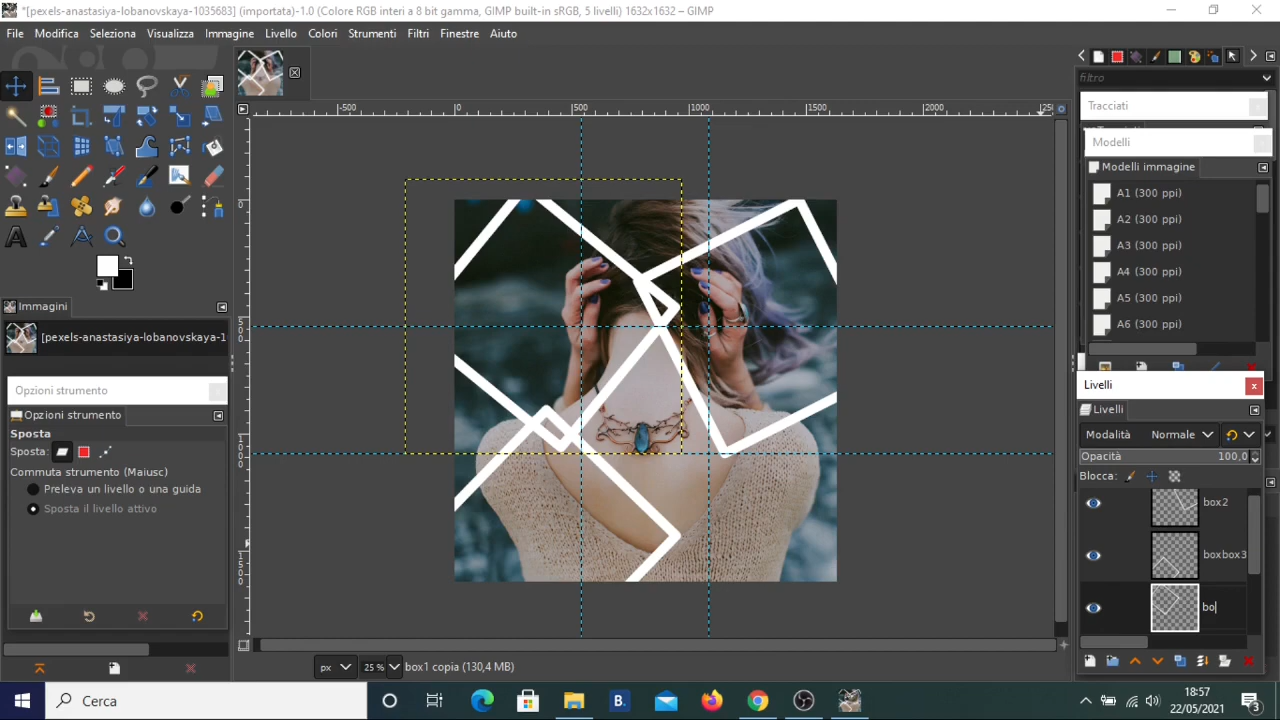 *[pexels-anastasiya-lobanovskaya-1035683] (importata)-1.0 (Colore RGB interi a 8 bit gamma, GIMP built-in sRGB, 5 livelli) 1632x1632 – GIMP
File Modifica Seleziona Visualizza Immagine Livello Colori Strumenti Filtri Finestre Aiuto
filtro
Tracciati
Modelli
Modelli immagine
A1 (300 ppi)
A2 (300 ppi)
A3 (300 ppi)
A4 (300 ppi)
A5 (300 ppi)
A6 (300 ppi)
-500 0 500 1000 1500 2000
0
500
1000
1500
Immagini
[pexels-anastasiya-lobanovskaya-1
Opzioni strumento
Opzioni strumento
Sposta
Sposta:
Commuta strumento (Maiusc)
Preleva un livello o una guida
Sposta il livello attivo
Livelli
Livelli
Modalità Normale
Opacità 100,0
Blocca:
box2
boxbox3
bo
px 25 % box1 copia (130,4 MB)
Cerca
B.
18:57
22/05/2021
3